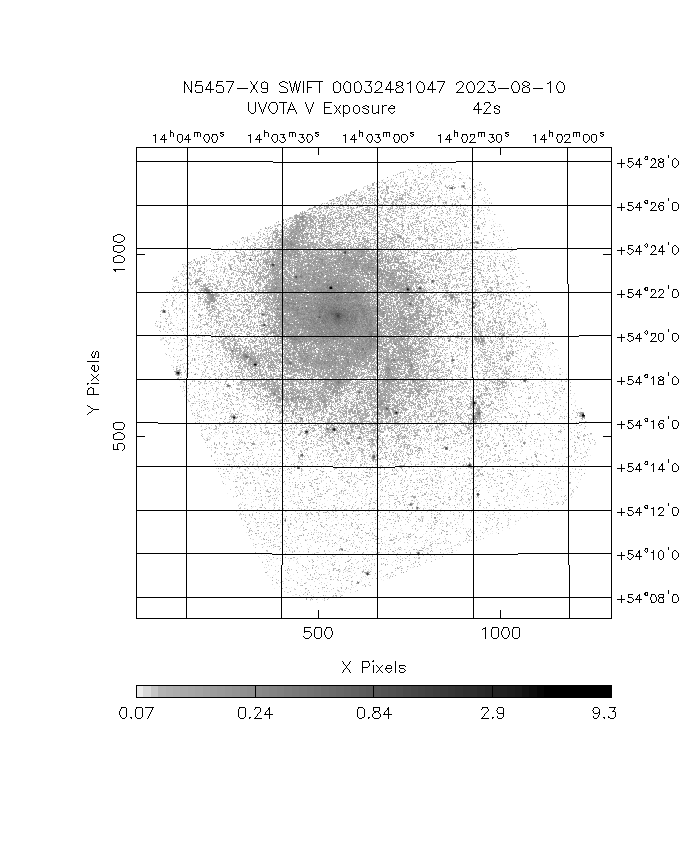 N5457-X9 SWIFT 00032481047 2023-08-10
UVOTA V Exposure 42s
14h04m00s 14h03m30s 14h03m00s 14h02m30s 14h02m00s
+54°28'0
+54°26'0
+54°24'0
+54°22'0
+54°20'0
+54°18'0
+54°16'0
+54°14'0
+54°12'0
+54°10'0
+54°08'0
1000
500
Y Pixels
500 1000
X Pixels
0.07 0.24 0.84 2.9 9.3